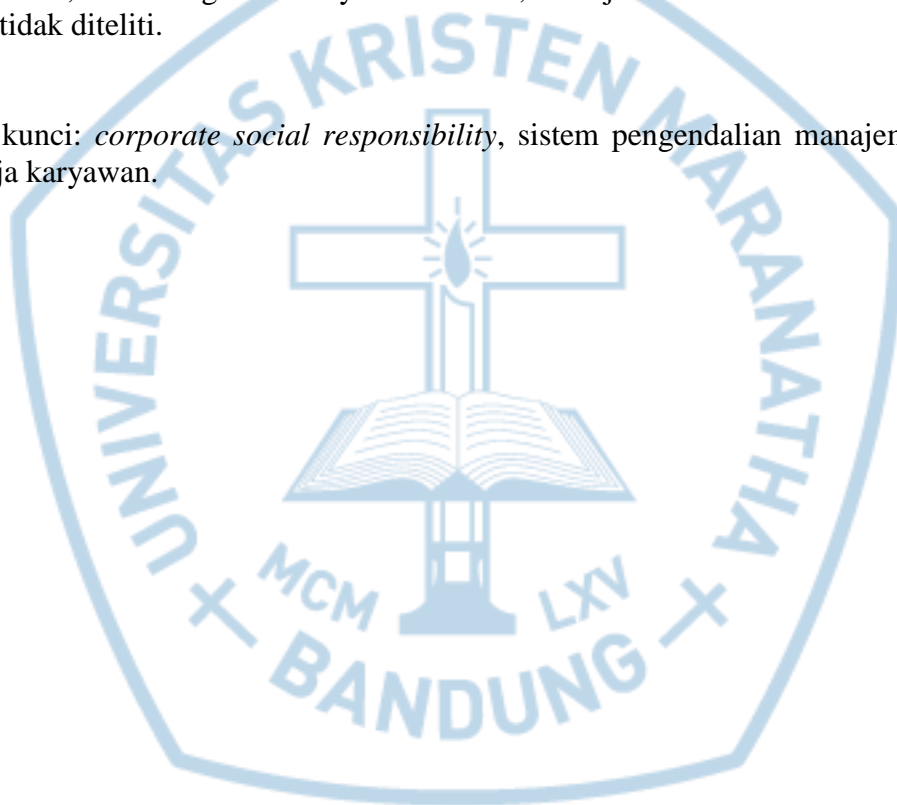 tidak diteliti.
kunci: corporate social responsibility, sistem pengendalian manajen
ja karyawan.
UNIVERSITAS KRISTEN MARANATHA
MCM LXV
BANDUNG